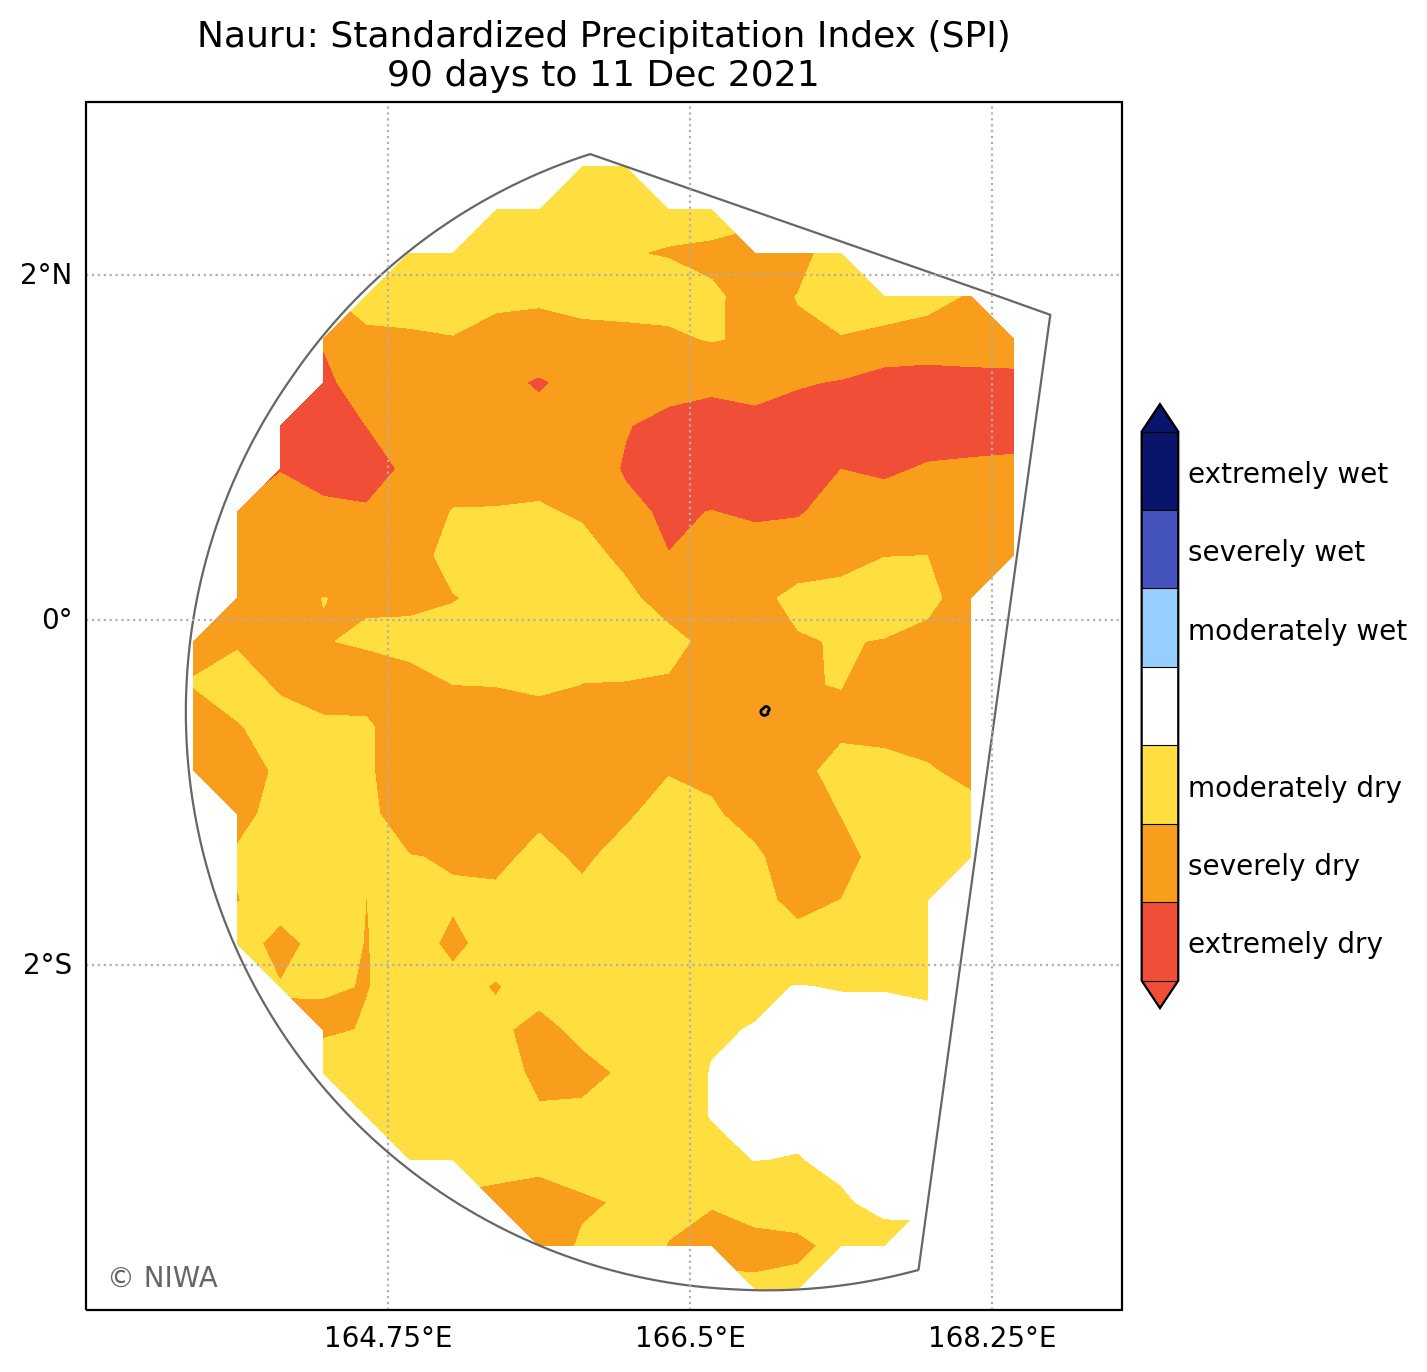 Nauru: Standardized Precipitation Index (SPI)
90 days to 11 Dec 2021
2°N
0°
2°S
164.75°E
166.5°E
168.25°E
extremely wet
severely wet
moderately wet
moderately dry
severely dry
extremely dry
© NIWA